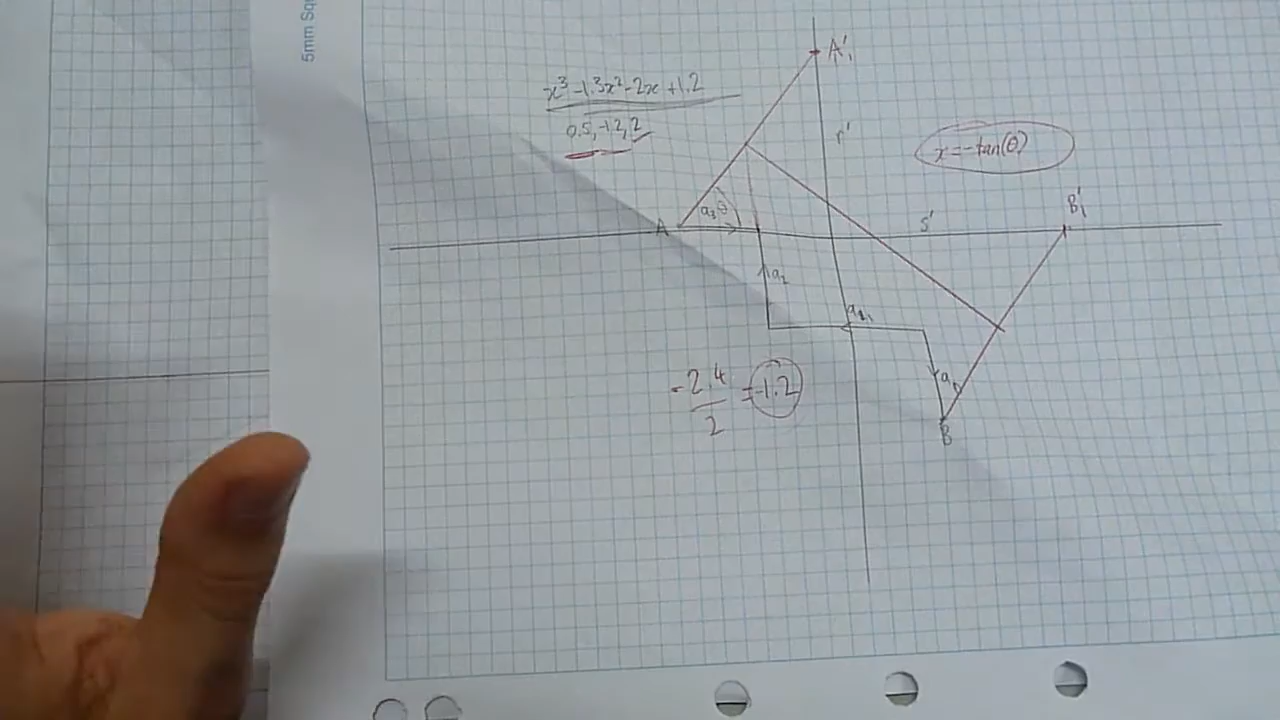 5mm Squ
x³-1.3x²-2x+1.2
0.5,-1.2,2
A'₁
r'
x=-tan(θ)
B'₁
s'
a₃ θ
A
a₂
a₁
-2.4/2 = -1.2
a₀
B